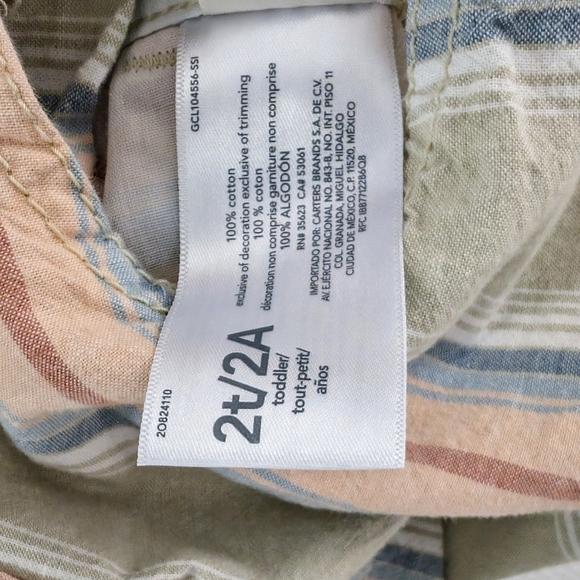 GCL104556-SSI
100% cotton
exclusive of decoration exclusive of trimming
100 % coton
décoration non comprise garniture non comprise
100% ALGODÓN
RN# 35623 CA# 53061
IMPORTADO POR: CARTERS BRANDS S.A. DE C.V.
AV. EJÉRCITO NACIONAL NO. 843-B, NO. INT. PISO 11
COL. GRANADA, MIGUEL HIDALGO
CIUDAD DE MÉXICO, C.P. 11520, MÉXICO
RFC: IBB7712286Q8
2t/2A
toddler/
tout-petit/
años
2O824110